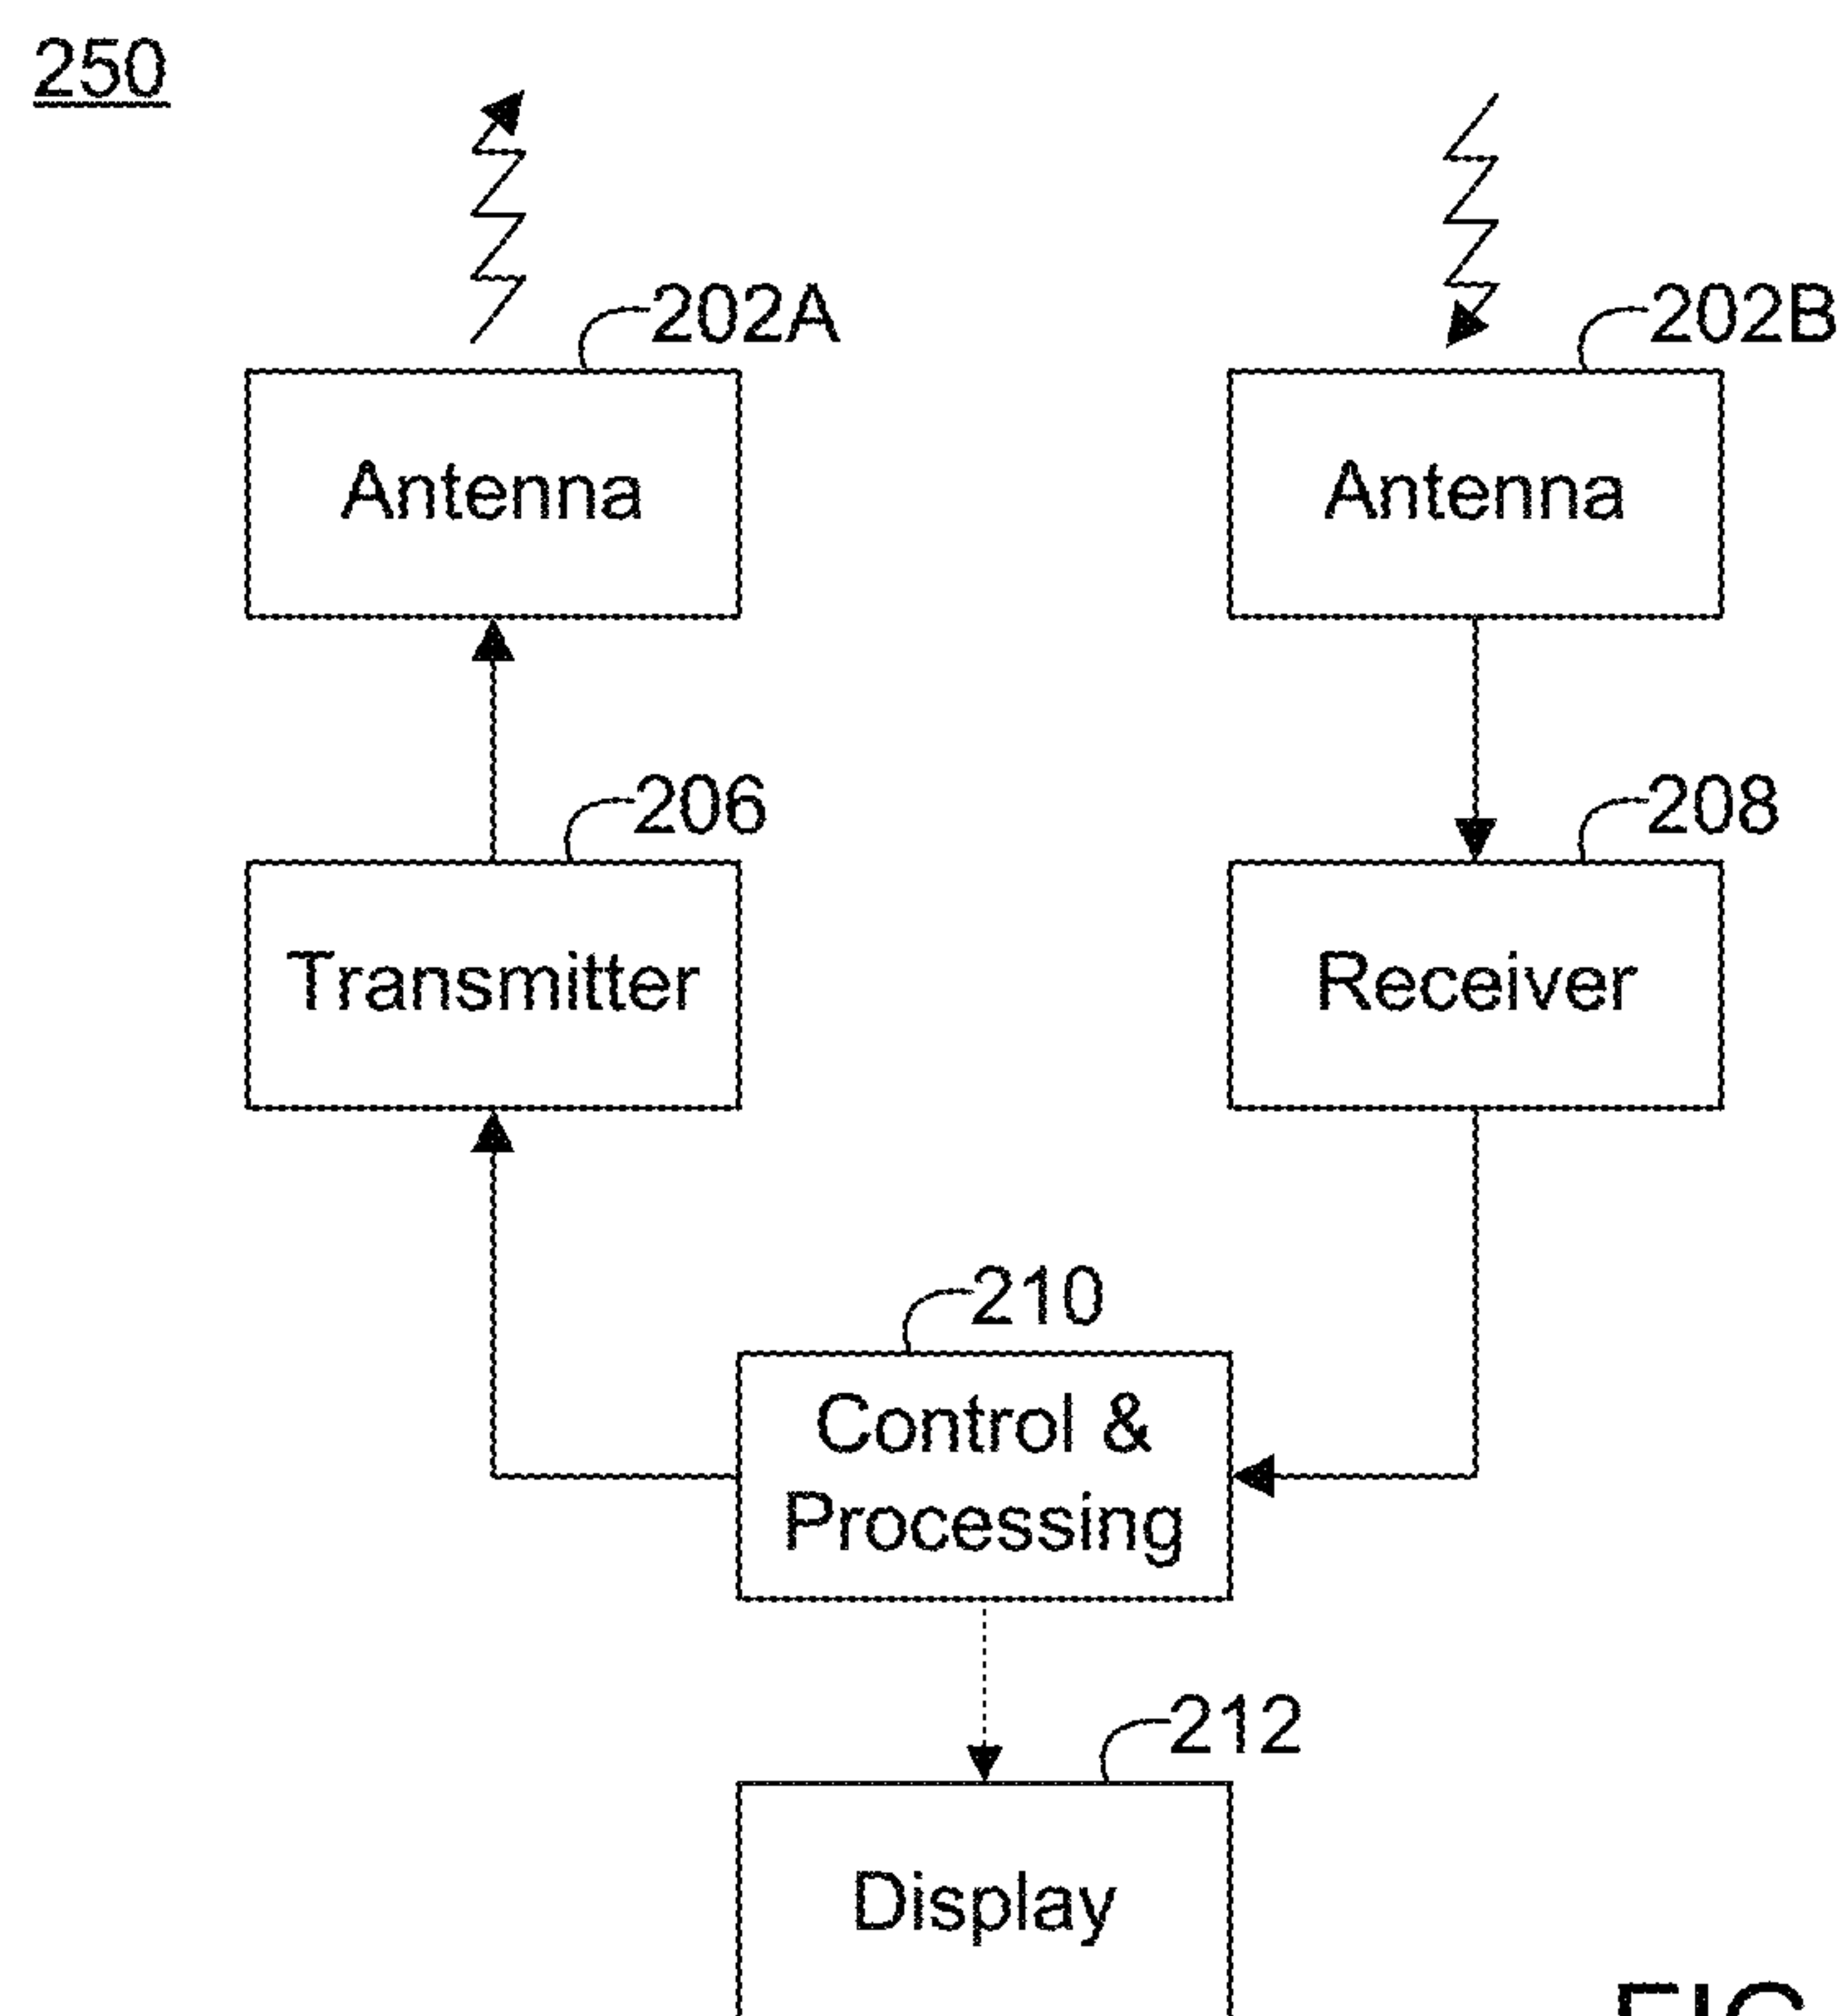 250
202A
202B
Antenna
Antenna
206
208
Transmitter
Receiver
210
Control &
Processing
212
Display